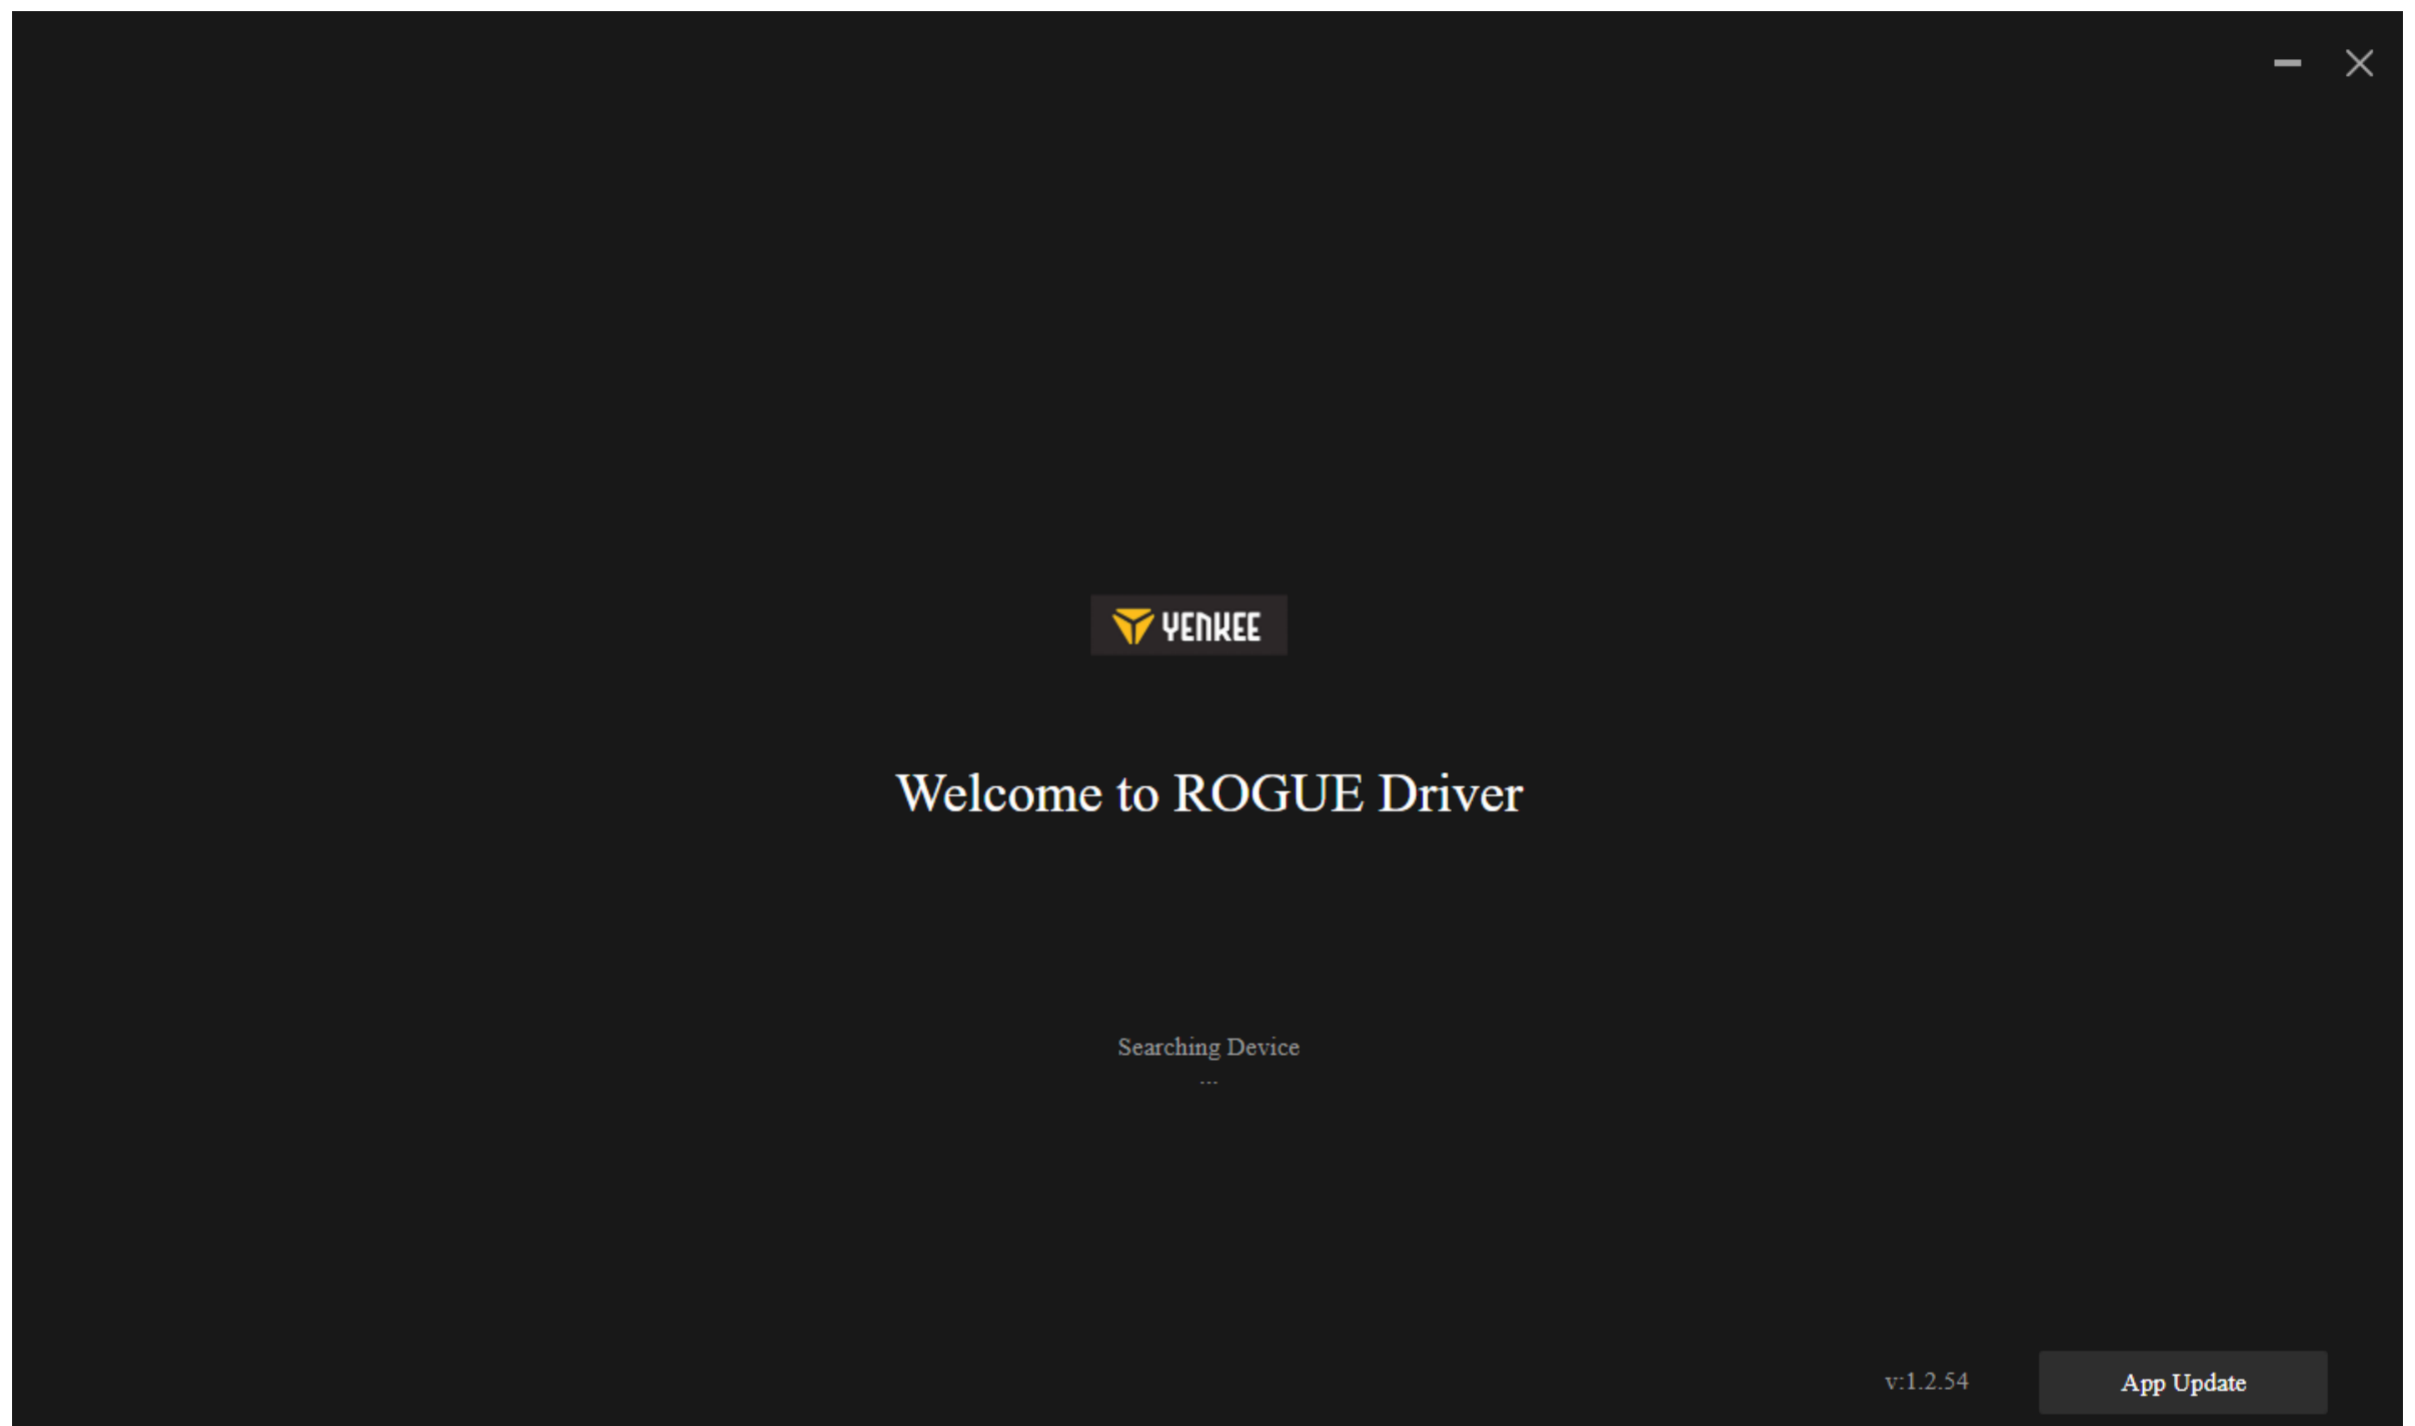 YENKEE
Welcome to ROGUE Driver
Searching Device
...
v:1.2.54
App Update